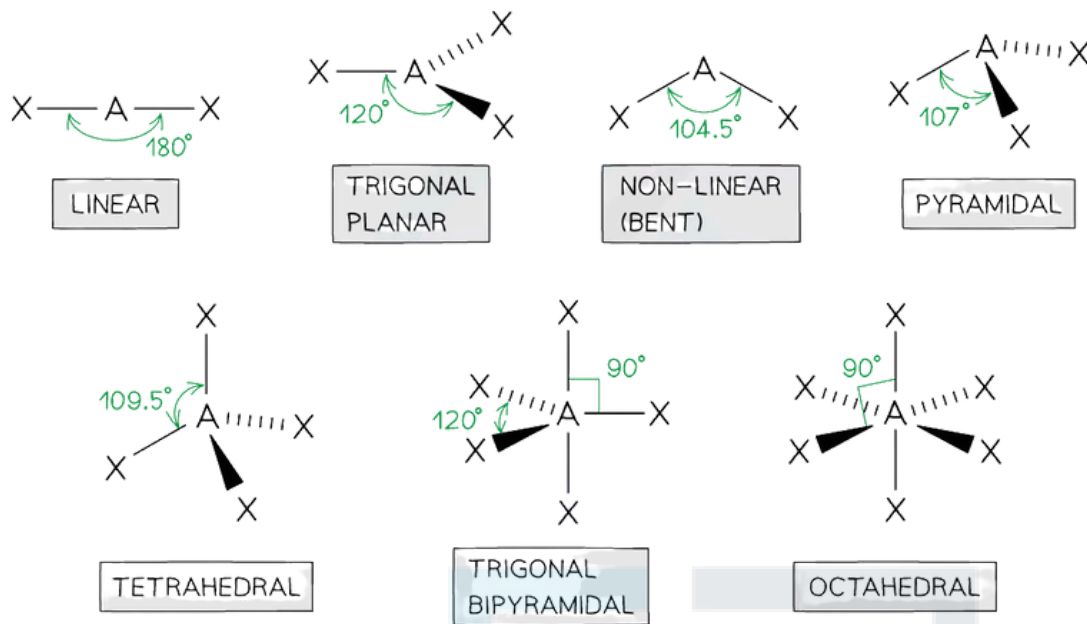 X A X
180°
LINEAR
X A X
X
120°
TRIGONAL
PLANAR
A
X X
104.5°
NON-LINEAR
(BENT)
A X
X
X
107°
PYRAMIDAL
X
109.5°
A X
X
X
TETRAHEDRAL
X
90°
X
A X
120°
X
X
TRIGONAL
BIPYRAMIDAL
X
90°
X X
A
X X
X
OCTAHEDRAL